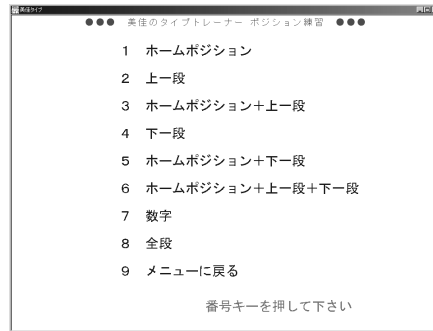 美佳タイプ
●●● 美佳のタイプトレーナー ポジション練習 ●●●
1 ホームポジション
2 上一段
3 ホームポジション＋上一段
4 下一段
5 ホームポジション＋下一段
6 ホームポジション＋上一段＋下一段
7 数字
8 全段
9 メニューに戻る
番号キーを押して下さい